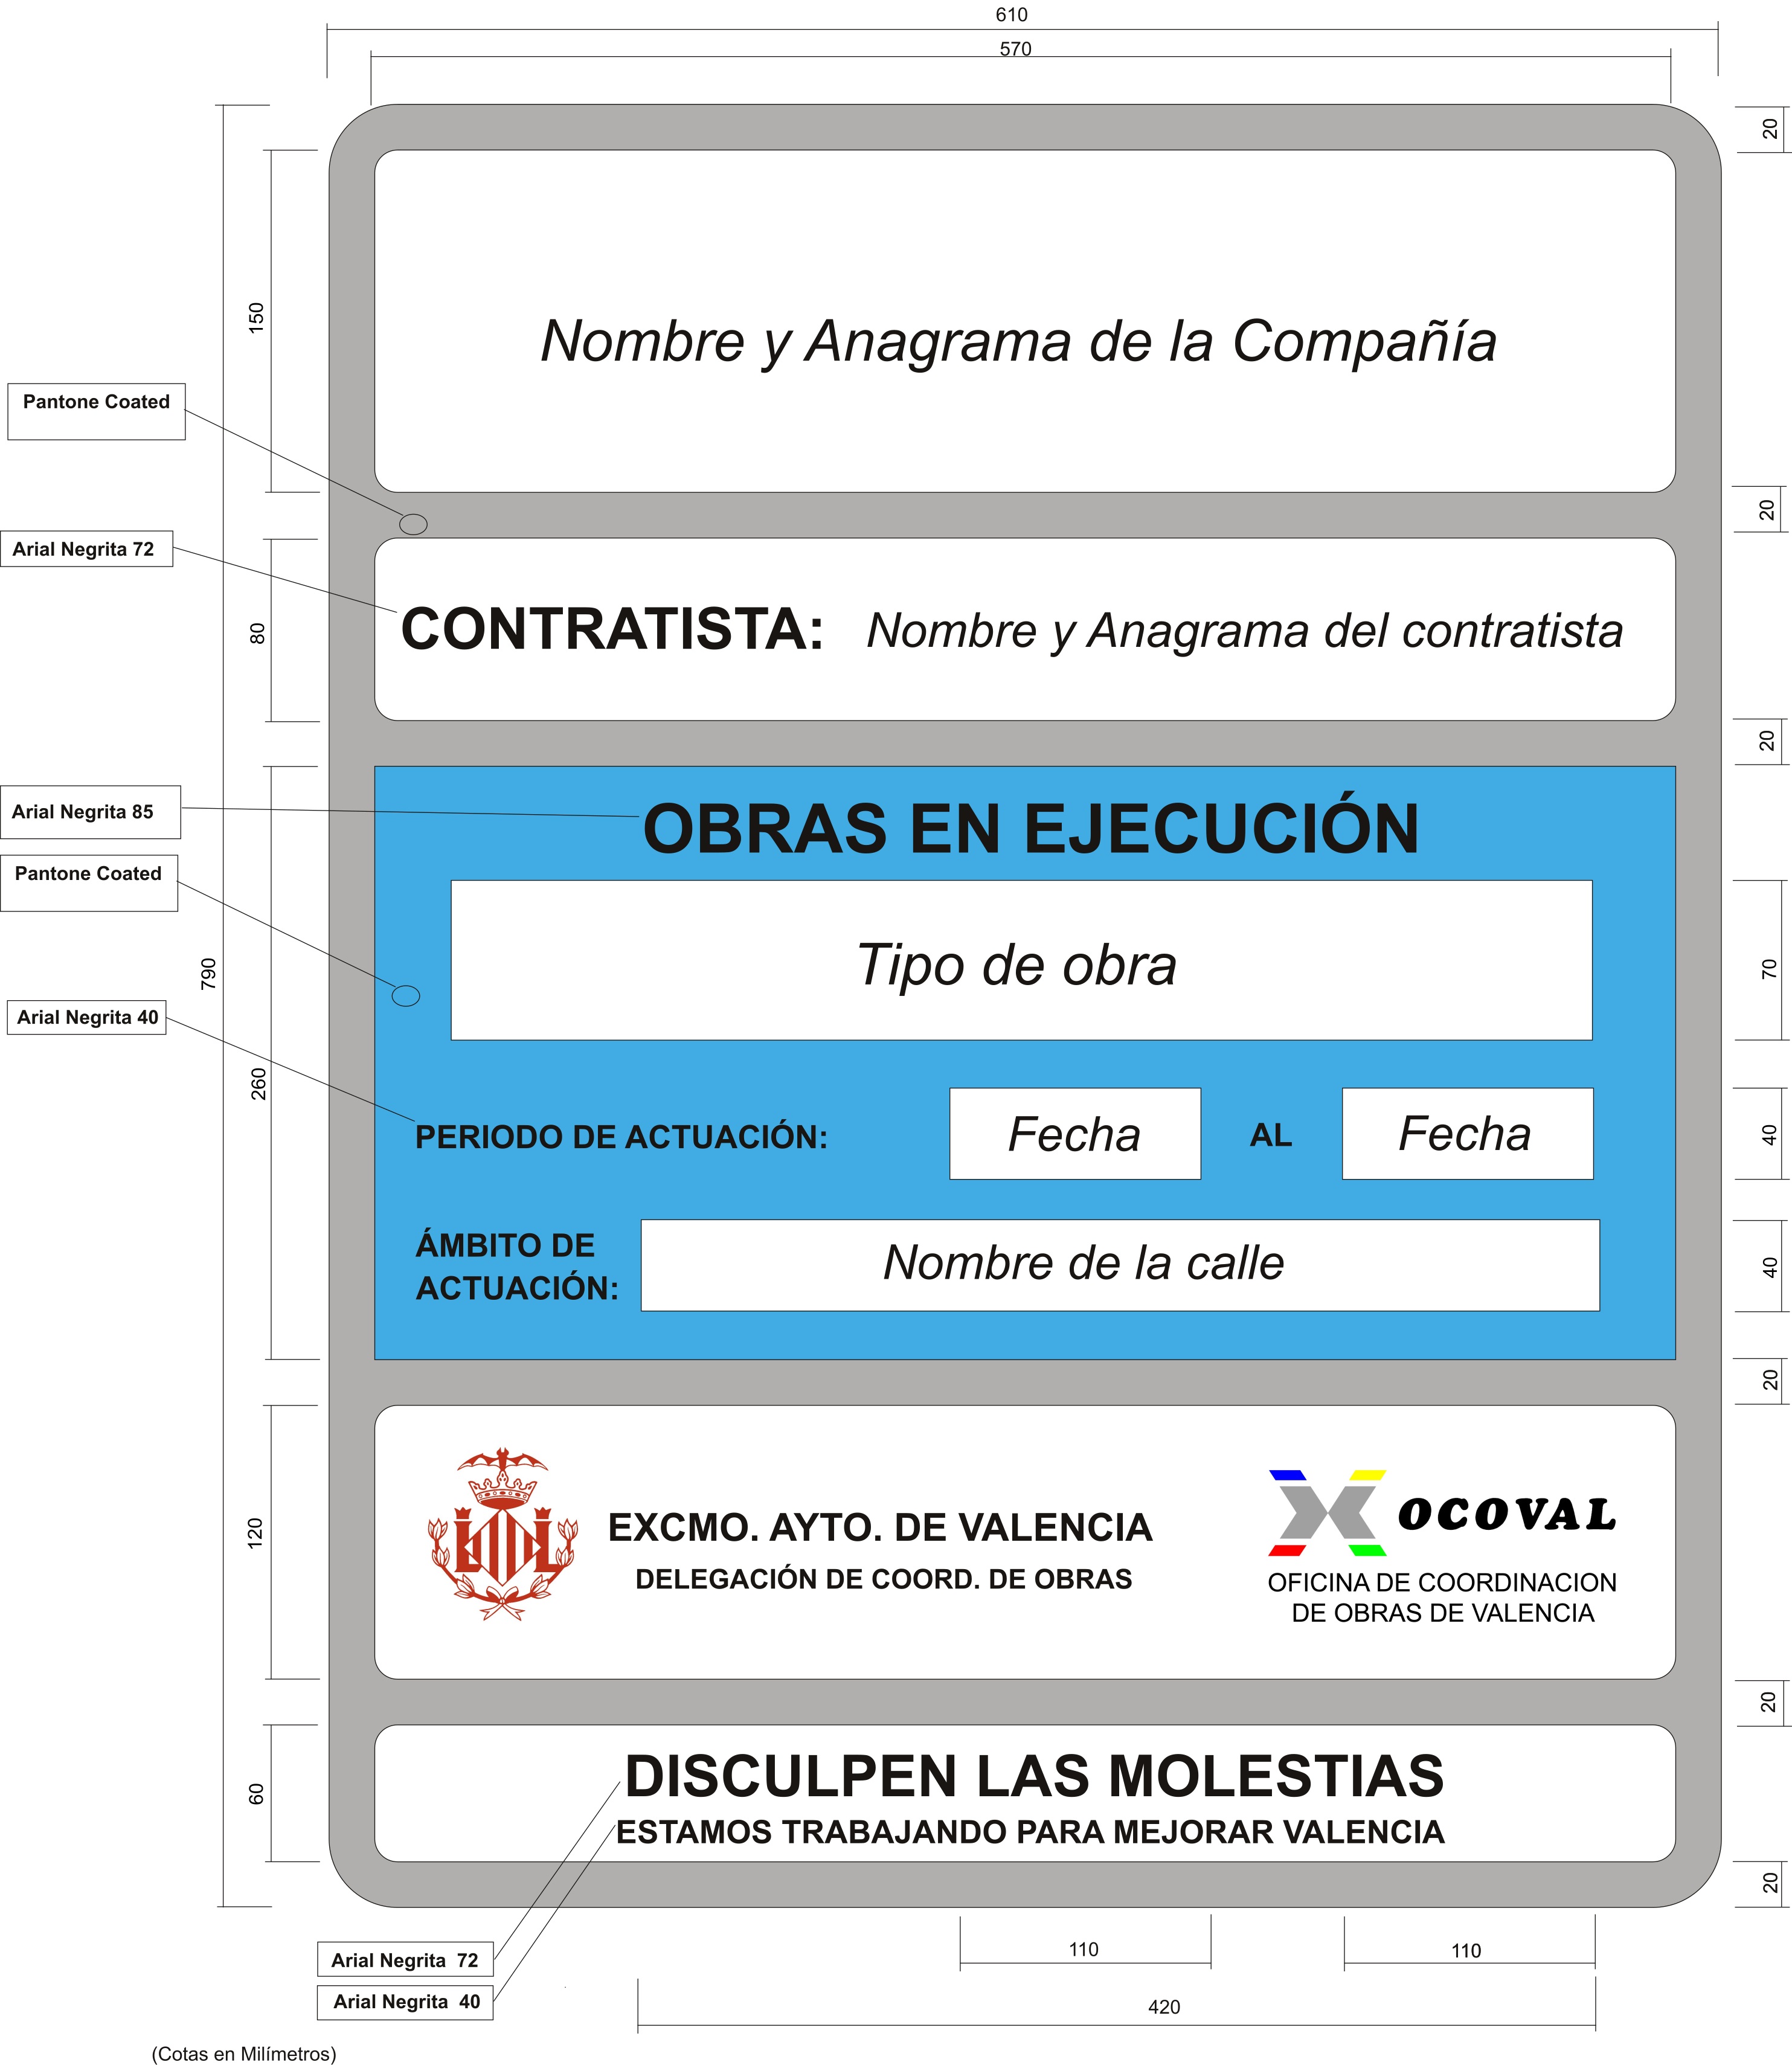 610
570
20
150
Nombre y Anagrama de la Compañía
Pantone Coated
20
Arial Negrita 72
80
CONTRATISTA: Nombre y Anagrama del contratista
20
Arial Negrita 85
OBRAS EN EJECUCIÓN
Pantone Coated
790
Tipo de obra
70
Arial Negrita 40
260
PERIODO DE ACTUACIÓN: Fecha AL Fecha
40
ÁMBITO DE
ACTUACIÓN:
Nombre de la calle
40
20
120
EXCMO. AYTO. DE VALENCIA
DELEGACIÓN DE COORD. DE OBRAS
OCOVAL
OFICINA DE COORDINACION
DE OBRAS DE VALENCIA
20
60
DISCULPEN LAS MOLESTIAS
ESTAMOS TRABAJANDO PARA MEJORAR VALENCIA
20
Arial Negrita 72
110
110
Arial Negrita 40
420
(Cotas en Milímetros)